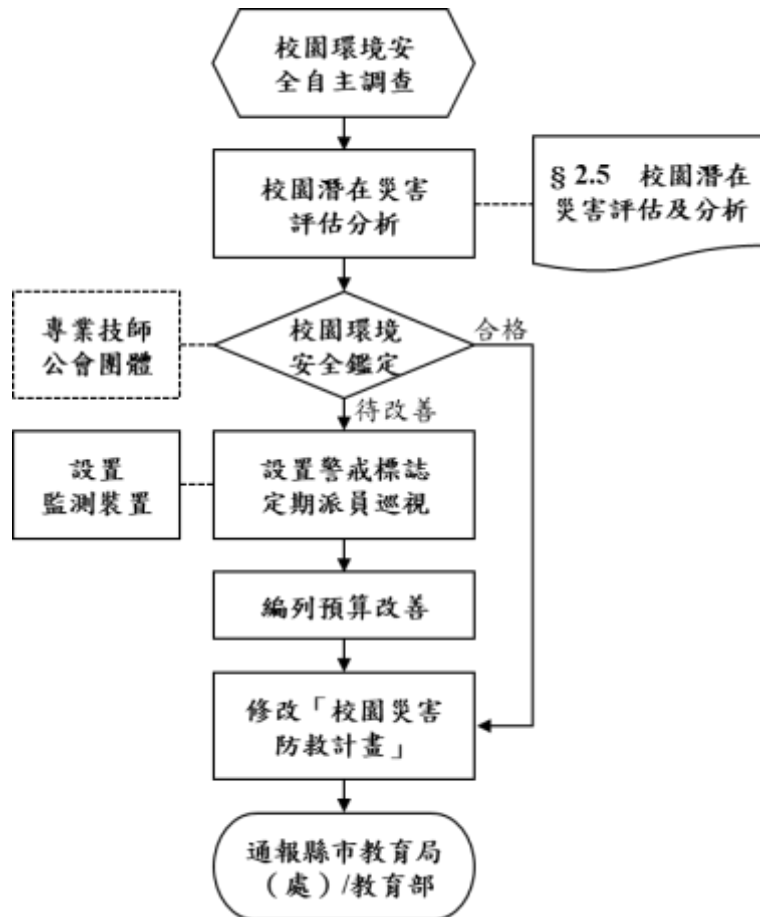 校園環境安
全自主調查
校園潛在災害
評估分析
§ 2.5 校園潛在
災害評估及分析
專業技師
公會團體
校園環境
安全鑑定
合格
待改善
設置
監測裝置
設置警戒標誌
定期派員巡視
編列預算改善
修改「校園災害
防救計畫」
通報縣市教育局
（處）/教育部